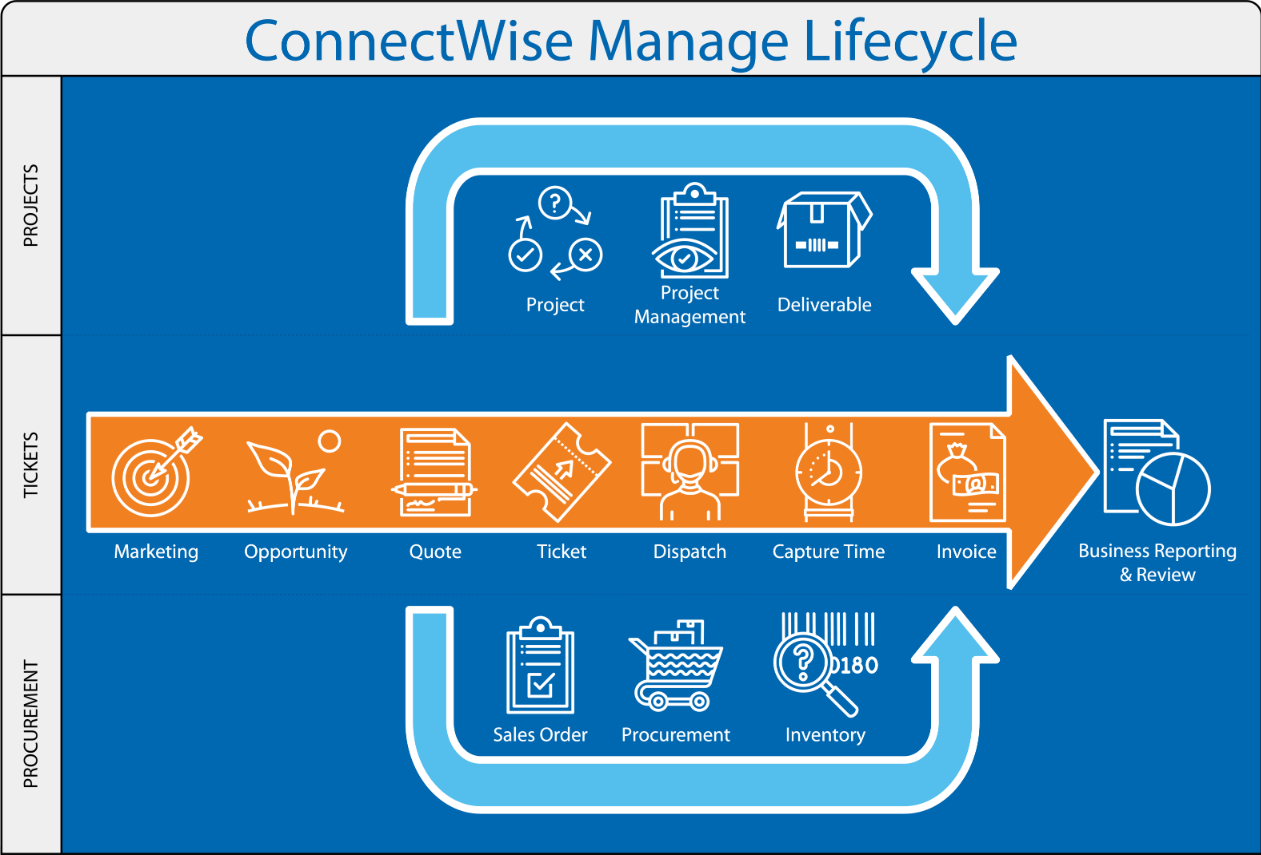 ConnectWise Manage Lifecycle
PROJECTS
Project
Project
Management
Deliverable
TICKETS
Marketing
Opportunity
Quote
Ticket
Dispatch
Capture Time
Invoice
Business Reporting
& Review
PROCUREMENT
0180
Sales Order
Procurement
Inventory